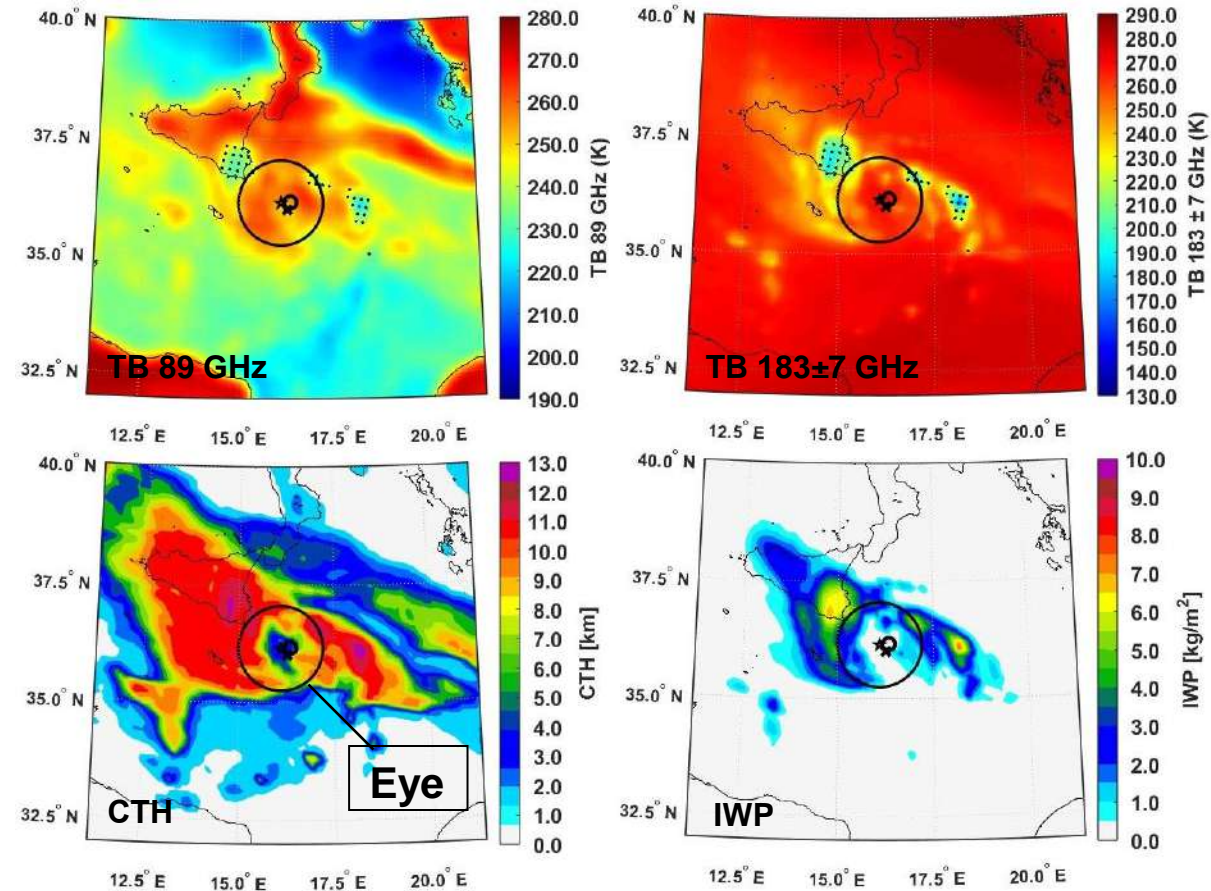 40.0° N
37.5° N
35.0° N
32.5° N
12.5° E 15.0° E 17.5° E 20.0° E
TB 89 GHz
280.0
270.0
260.0
250.0
240.0
230.0
220.0
210.0
200.0
190.0
TB 89 GHz (K)
40.0° N
37.5° N
35.0° N
32.5° N
12.5° E 15.0° E 17.5° E 20.0° E
TB 183±7 GHz
290.0
280.0
270.0
260.0
250.0
240.0
230.0
220.0
210.0
200.0
190.0
180.0
170.0
160.0
150.0
140.0
130.0
TB 183 ± 7 GHz (K)
40.0° N
37.5° N
35.0° N
32.5° N
12.5° E 15.0° E 17.5° E 20.0° E
CTH
Eye
13.0
12.0
11.0
10.0
9.0
8.0
7.0
6.0
5.0
4.0
3.0
2.0
1.0
0.0
CTH [km]
40.0° N
37.5° N
35.0° N
32.5° N
12.5° E 15.0° E 17.5° E 20.0° E
IWP
10.0
9.0
8.0
7.0
6.0
5.0
4.0
3.0
2.0
1.0
0.0
IWP [kg/m²]